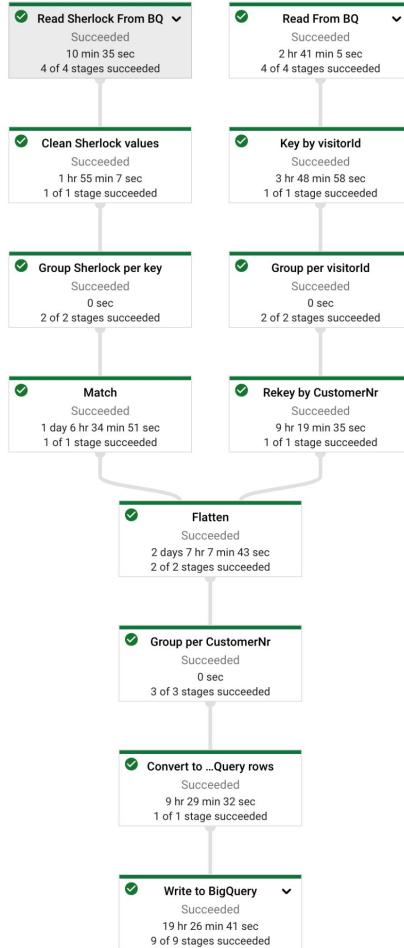 Read Sherlock From BQ
Succeeded
10 min 35 sec
4 of 4 stages succeeded
Read From BQ
Succeeded
2 hr 41 min 5 sec
4 of 4 stages succeeded
Clean Sherlock values
Succeeded
1 hr 55 min 7 sec
1 of 1 stage succeeded
Key by visitorId
Succeeded
3 hr 48 min 58 sec
1 of 1 stage succeeded
Group Sherlock per key
Succeeded
0 sec
2 of 2 stages succeeded
Group per visitorId
Succeeded
0 sec
2 of 2 stages succeeded
Match
Succeeded
1 day 6 hr 34 min 51 sec
1 of 1 stage succeeded
Rekey by CustomerNr
Succeeded
9 hr 19 min 35 sec
1 of 1 stage succeeded
Flatten
Succeeded
2 days 7 hr 7 min 43 sec
2 of 2 stages succeeded
Group per CustomerNr
Succeeded
0 sec
3 of 3 stages succeeded
Convert to ...Query rows
Succeeded
9 hr 29 min 32 sec
1 of 1 stage succeeded
Write to BigQuery
Succeeded
19 hr 26 min 41 sec
9 of 9 stages succeeded